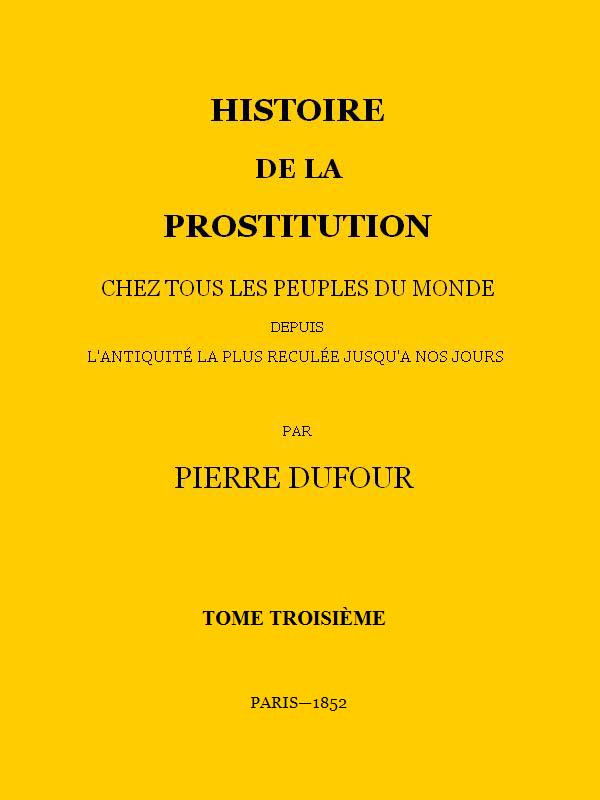 HISTOIRE
DE LA
PROSTITUTION
CHEZ TOUS LES PEUPLES DU MONDE
DEPUIS
L'ANTIQUITÉ LA PLUS RECULÉE JUSQU'A NOS JOURS
PAR
PIERRE DUFOUR
TOME TROISIÈME
PARIS—1852